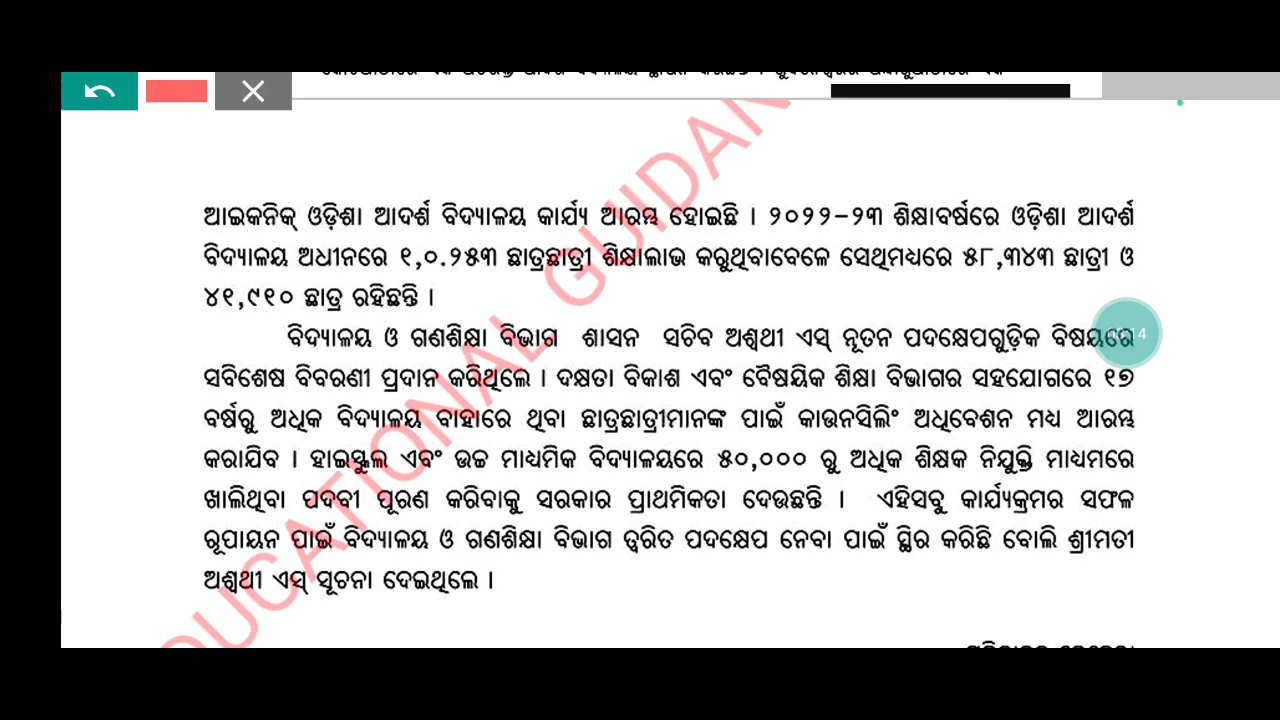 ଆଇକନିକ୍ ଓଡ଼ିଶା ଆଦର୍ଶ ବିଦ୍ୟାଳୟ କାର୍ଯ୍ୟ ଆରମ୍ଭ ହୋଇଛି । ୨୦୨୨-୨୩ ଶିକ୍ଷାବର୍ଷରେ ଓଡ଼ିଶା ଆଦର୍ଶ
ବିଦ୍ୟାଳୟ ଅଧୀନରେ ୧,୦.୨୫୩ ଛାତ୍ରଛାତ୍ରୀ ଶିକ୍ଷାଲାଭ କରୁଥିବାବେଳେ ସେଥିମଧ୍ୟରେ ୫୮,୩୪୩ ଛାତ୍ରୀ ଓ
୪୧,୯୧୦ ଛାତ୍ର ରହିଛନ୍ତି ।
ବିଦ୍ୟାଳୟ ଓ ଗଣଶିକ୍ଷା ବିଭାଗ ଶାସନ ସଚିବ ଅଶ୍ୱଥୀ ଏସ୍ ନୂତନ ପଦକ୍ଷେପଗୁଡ଼ିକ ବିଷୟରେ
ସବିଶେଷ ବିବରଣୀ ପ୍ରଦାନ କରିଥିଲେ । ଦକ୍ଷତା ବିକାଶ ଏବଂ ବୈଷୟିକ ଶିକ୍ଷା ବିଭାଗର ସହଯୋଗରେ ୧୭
ବର୍ଷରୁ ଅଧିକ ବିଦ୍ୟାଳୟ ବାହାରେ ଥିବା ଛାତ୍ରଛାତ୍ରୀମାନଙ୍କ ପାଇଁ କାଉନସିଲିଂ ଅଧିବେଶନ ମଧ୍ୟ ଆରମ୍ଭ
କରାଯିବ । ହାଇସ୍କୁଲ ଏବଂ ଉଚ୍ଚ ମାଧ୍ୟମିକ ବିଦ୍ୟାଳୟରେ ୫୦,୦୦୦ ରୁ ଅଧିକ ଶିକ୍ଷକ ନିଯୁକ୍ତି ମାଧ୍ୟମରେ
ଖାଲିଥିବା ପଦବୀ ପୂରଣ କରିବାକୁ ସରକାର ପ୍ରାଥମିକତା ଦେଉଛନ୍ତି । ଏହିସବୁ କାର୍ଯ୍ୟକ୍ରମର ସଫଳ
ରୂପାୟନ ପାଇଁ ବିଦ୍ୟାଳୟ ଓ ଗଣଶିକ୍ଷା ବିଭାଗ ତ୍ୱରିତ ପଦକ୍ଷେପ ନେବା ପାଇଁ ସ୍ଥିର କରିଛି ବୋଲି ଶ୍ରୀମତୀ
ଅଶ୍ୱଥୀ ଏସ୍ ସୂଚନା ଦେଇଥିଲେ ।